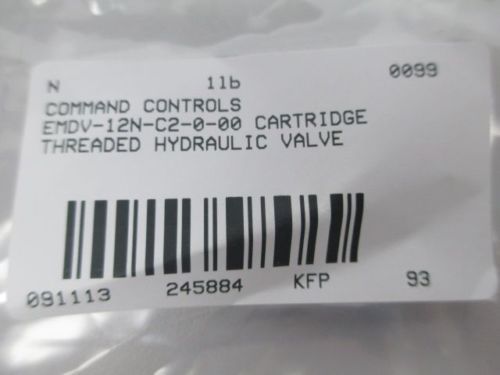 N 1lb 0099
COMMAND CONTROLS
EMDV-12N-C2-0-00 CARTRIDGE
THREADED HYDRAULIC VALVE
091113 245884 KFP 93